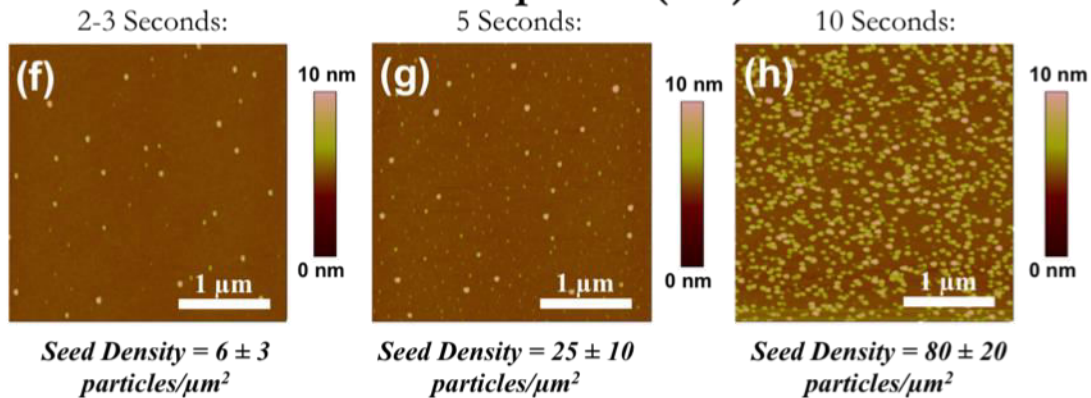 2-3 Seconds:
5 Seconds:
10 Seconds:
(f)
10 nm
0 nm
1 µm
(g)
10 nm
0 nm
1 µm
(h)
10 nm
0 nm
1 µm
Seed Density = 6 ± 3
particles/µm²
Seed Density = 25 ± 10
particles/µm²
Seed Density = 80 ± 20
particles/µm²